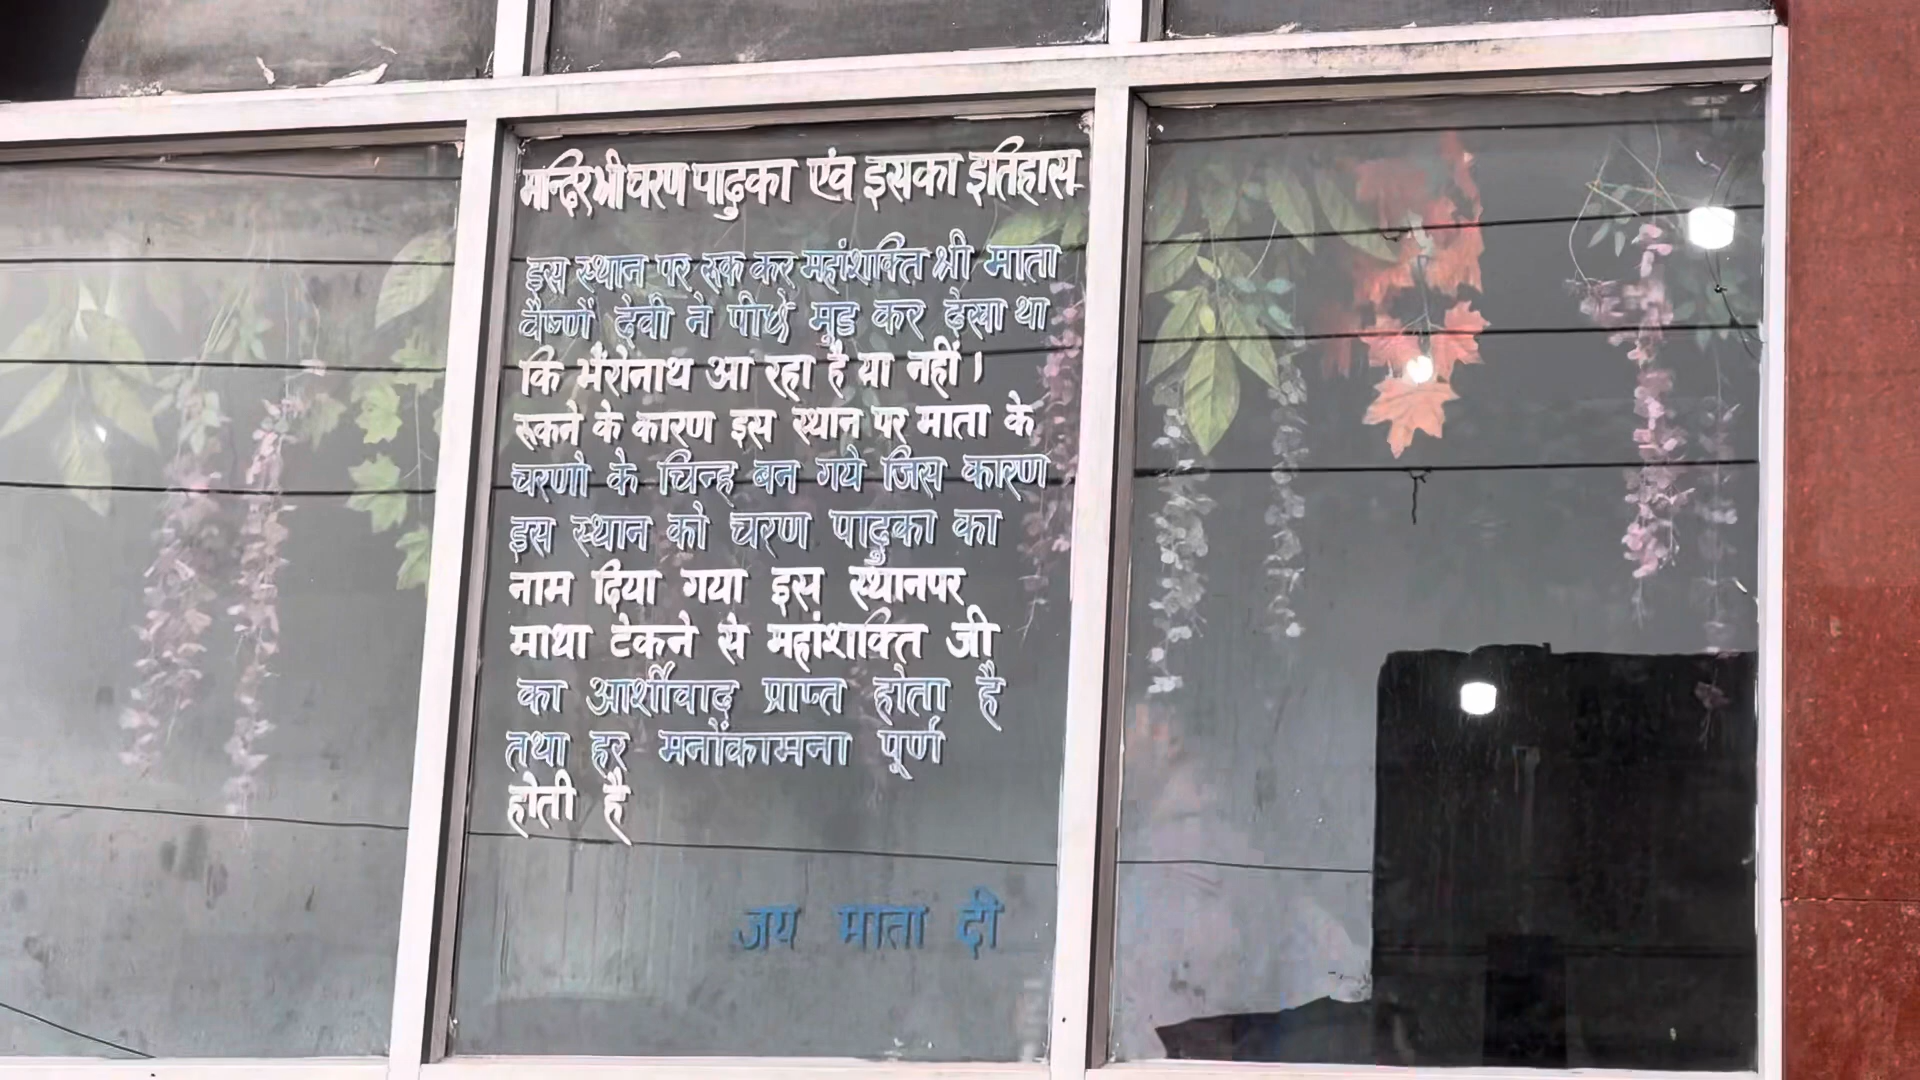 मन्दिर श्री चरण पादुका एंव इसका इतिहास
इस स्थान पर रूक कर महांशक्ति श्री माता
वैष्णों देवी ने पीछे मुड कर देखा था
कि भैरोनाथ आ रहा है या नहीं ।
रूकने के कारण इस स्थान पर माता के
चरणो के चिन्ह बन गये जिस कारण
इस स्थान को चरण पादुका का
नाम दिया गया इस स्थानपर
माथा टेकने से महांशक्ति जी
का आर्शीवाद प्राप्त होता है
तथा हर मनोंकामना पूर्ण
होती है
जय माता दी